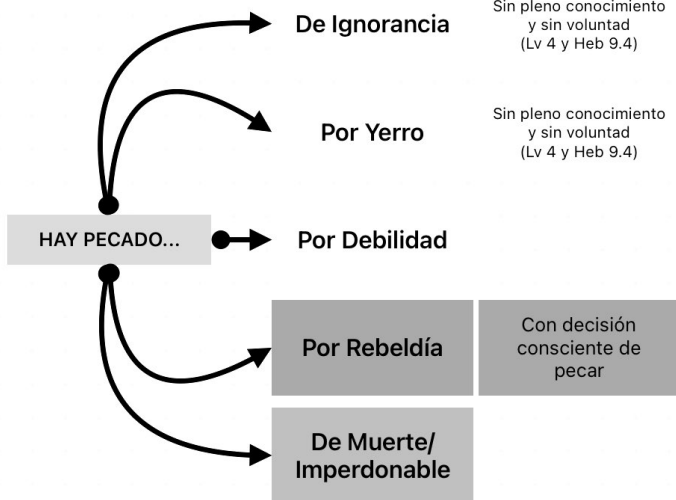 De Ignorancia
Sin pleno conocimiento
y sin voluntad
(Lv 4 y Heb 9.4)
Por Yerro
Sin pleno conocimiento
y sin voluntad
(Lv 4 y Heb 9.4)
HAY PECADO...
Por Debilidad
Por Rebeldía
Con decisión
consciente de
pecar
De Muerte/
Imperdonable